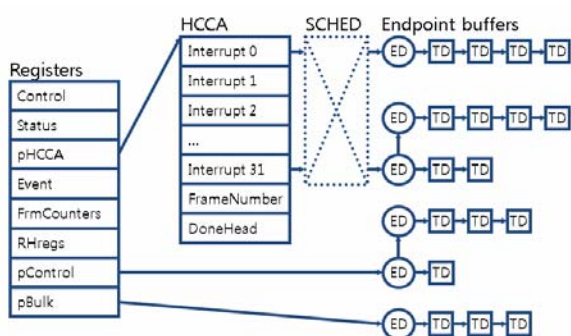 HCCA
SCHED
Endpoint buffers
Registers
Control
Status
pHCCA
Event
FrmCounters
RHregs
pControl
pBulk
Interrupt 0
Interrupt 1
Interrupt 2
...
Interrupt 31
FrameNumber
DoneHead
ED TD TD TD TD
ED TD TD TD TD
ED TD TD
ED TD TD TD
ED TD
ED TD TD TD